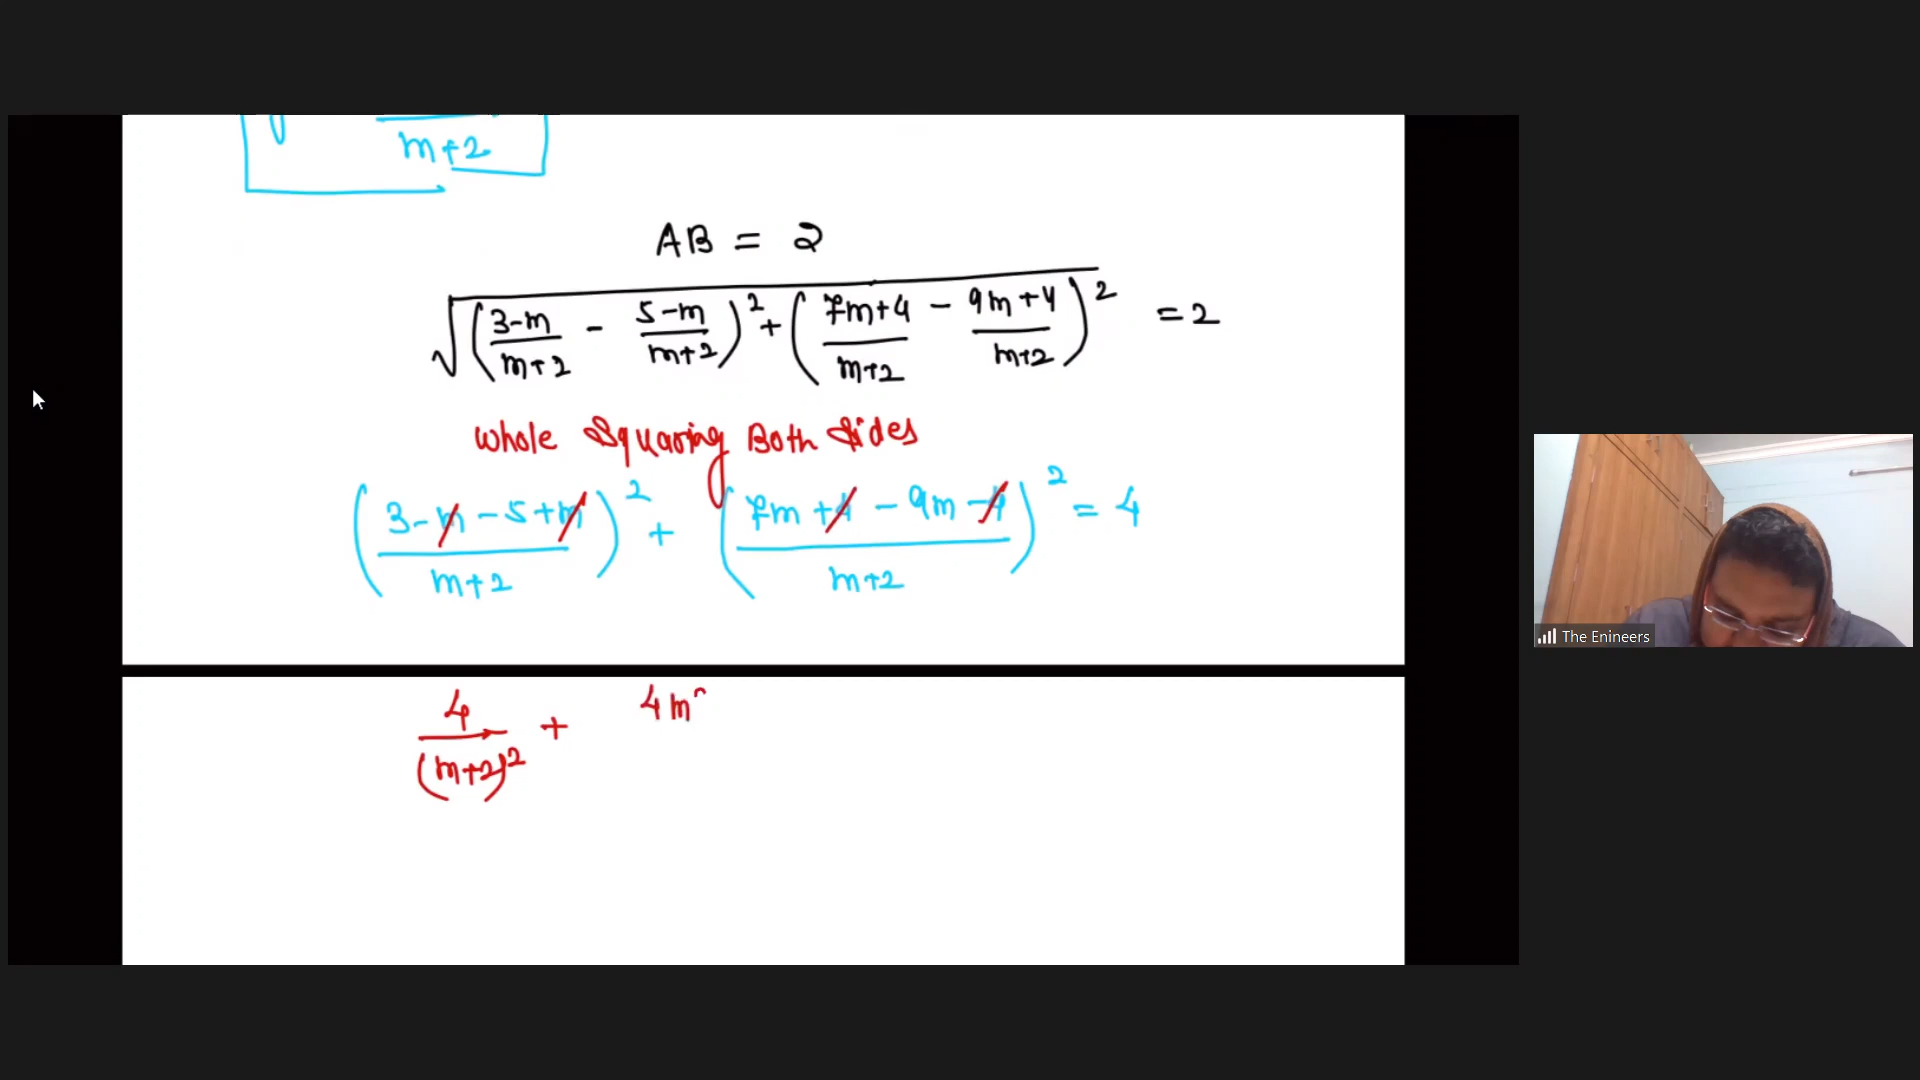 m+2
AB = 2
√((3-m)/(m+2) - (5-m)/(m+2))² + ((7m+4)/(m+2) - (9m+4)/(m+2))² = 2
Whole Squaring Both Sides
((3-m-5+m)/(m+2))² + ((7m+4-9m-4)/(m+2))² = 4
4/(m+2)² + 4m
The Enineers